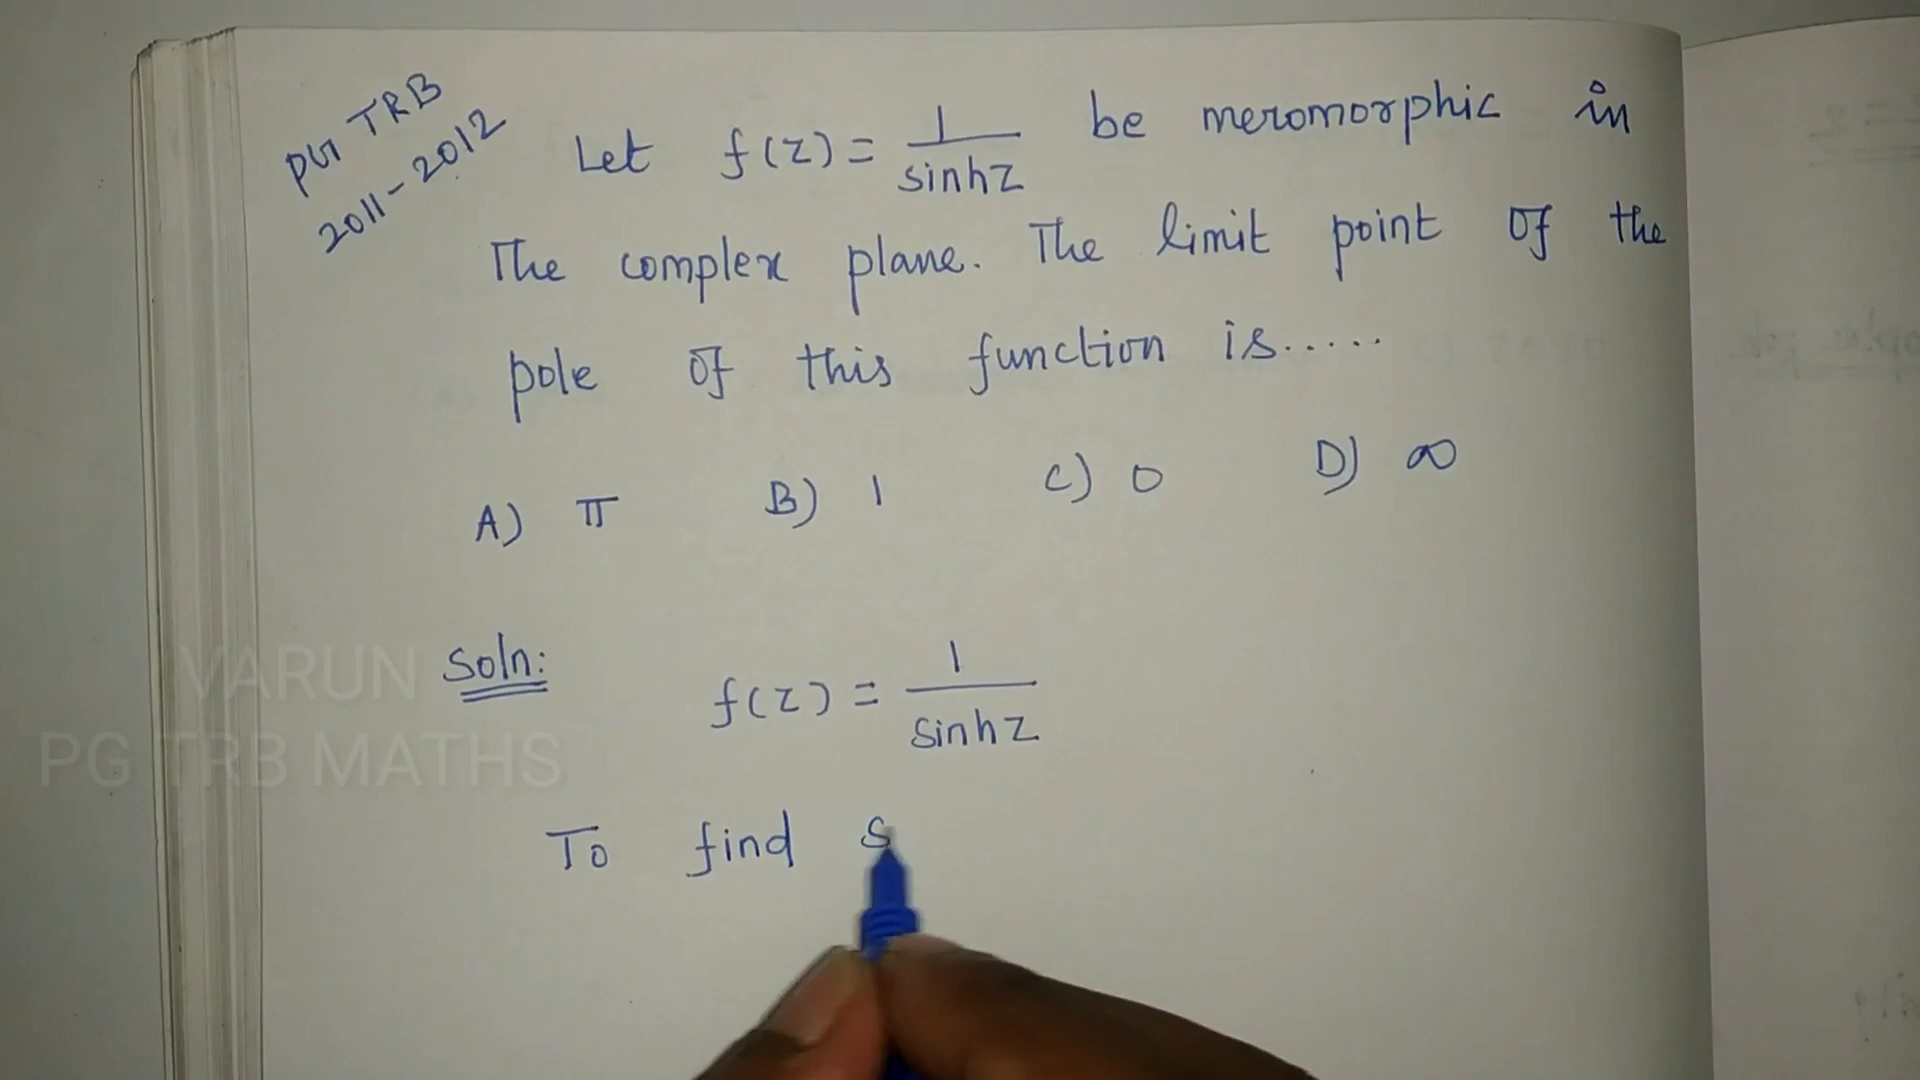 PG TRB
2011-2012
Let f(z) = 1/sinhz be meromorphic in
The complex plane. The limit point of the
pole of this function is.....
A) π B) 1 C) 0 D) ∞
Soln: f(z) = 1/sinhz
To find s
VARUN
PG TRB MATHS